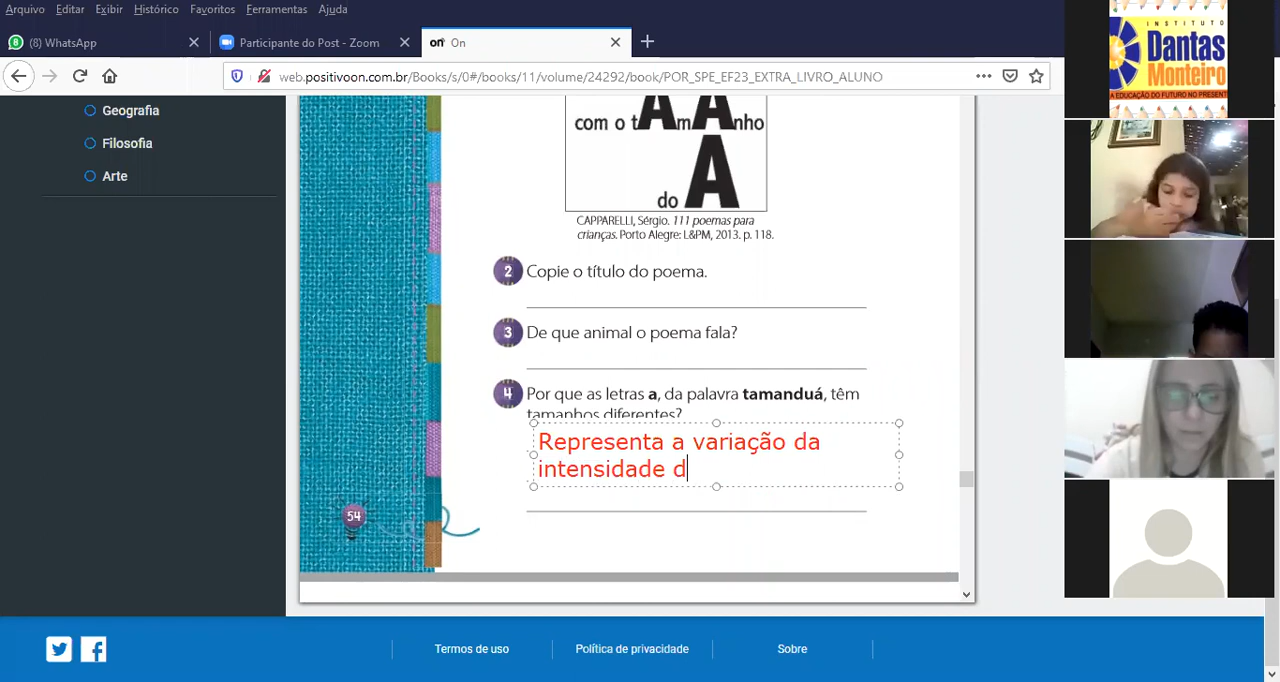 Arquivo Editar Exibir Histórico Favoritos Ferramentas Ajuda
(8) WhatsApp
Participante do Post - Zoom
on On
web.positivoon.com.br/Books/s/0#/books/11/volume/24292/book/POR_SPE_EF23_EXTRA_LIVRO_ALUNO
Geografia
Filosofia
Arte
com o tAmAnho
do A
CAPPARELLI, Sérgio. 111 poemas para
crianças. Porto Alegre: L&PM, 2013. p. 118.
2 Copie o título do poema.
3 De que animal o poema fala?
4 Por que as letras a, da palavra tamanduá, têm
tamanhos diferentes?
Representa a variação da
intensidade d
54
Termos de uso
Política de privacidade
Sobre
INSTITUTO
Dantas
Monteiro
A EDUCAÇÃO DO FUTURO NO PRESENT